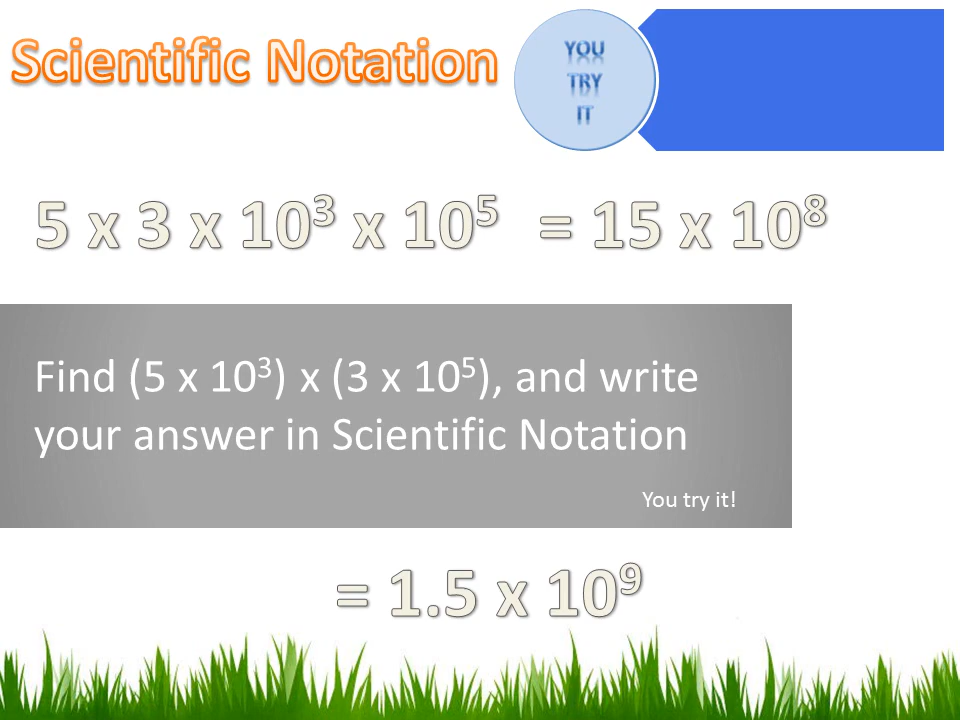 Scientific Notation
YOU
TRY
IT
5 x 3 x 10³ x 10⁵ = 15 x 10⁸
Find (5 x 10³) x (3 x 10⁵), and write
your answer in Scientific Notation
You try it!
= 1.5 x 10⁹